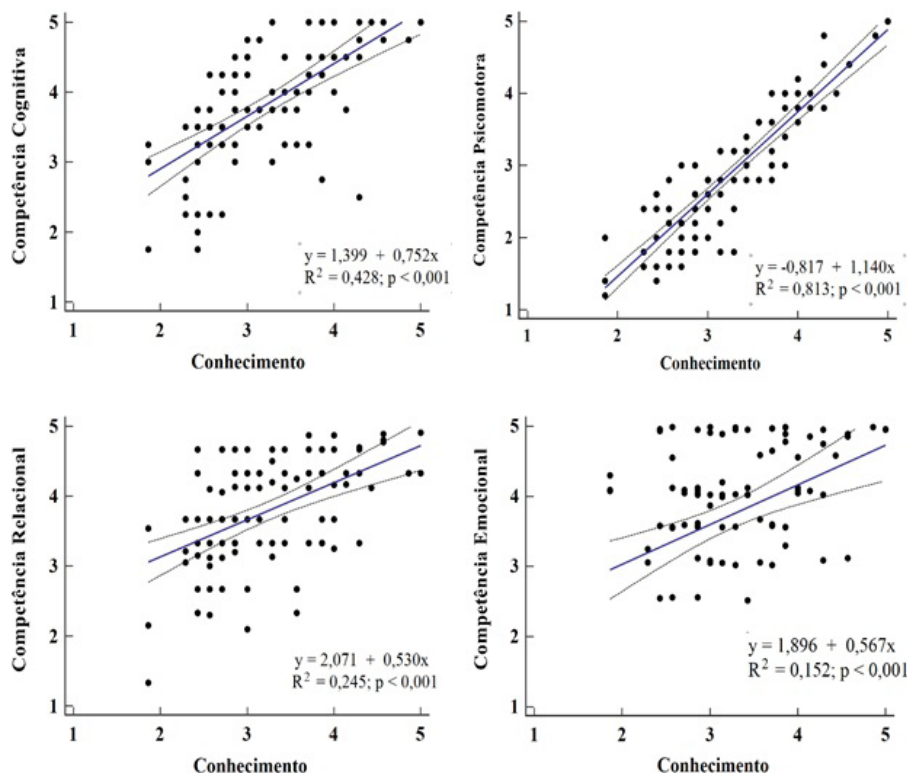 Competência Cognitiva
5
4
3
2
1
y = 1,399 + 0,752x
R² = 0,428; p < 0,001
1 2 3 4 5
Conhecimento
Competência Psicomotora
5
4
3
2
1
y = -0,817 + 1,140x
R² = 0,813; p < 0,001
1 2 3 4 5
Conhecimento
Competência Relacional
5
4
3
2
1
y = 2,071 + 0,530x
R² = 0,245; p < 0,001
1 2 3 4 5
Conhecimento
Competência Emocional
5
4
3
2
1
y = 1,896 + 0,567x
R² = 0,152; p < 0,001
1 2 3 4 5
Conhecimento